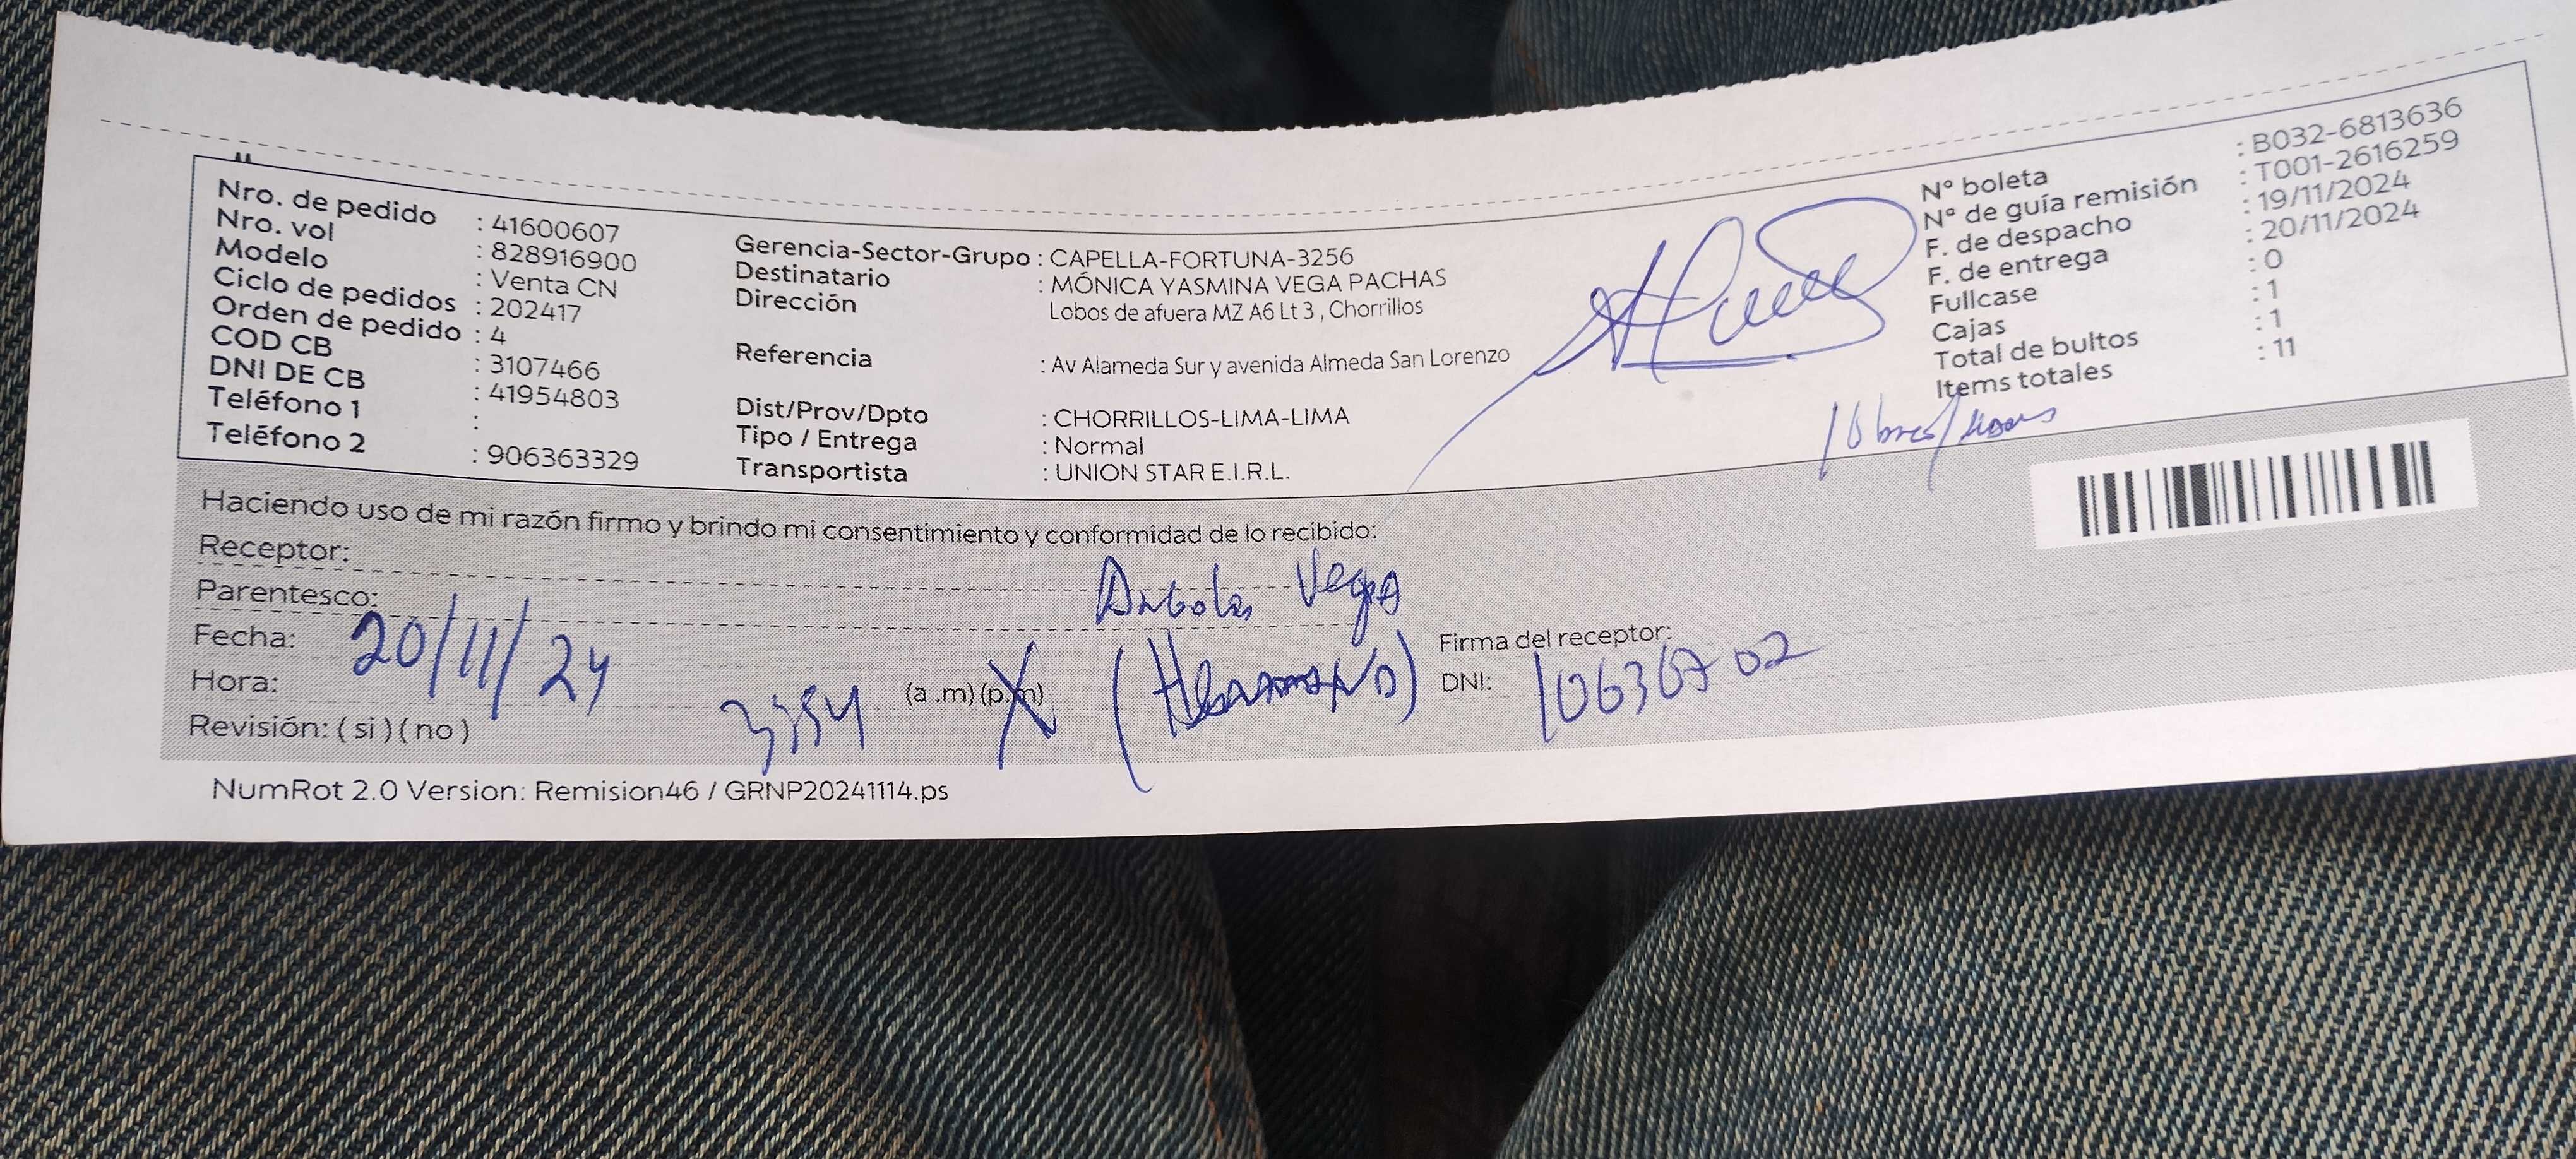 Nro. de pedido : 41600607
Nro. vol : 828916900
Modelo : Venta CN
Ciclo de pedidos : 202417
Orden de pedido : 4
COD CB : 3107466
DNI DE CB : 41954803
Teléfono 1 :
Teléfono 2 : 906363329
Gerencia-Sector-Grupo : CAPELLA-FORTUNA-3256
Destinatario : MÓNICA YASMINA VEGA PACHAS
Dirección Lobos de afuera MZ A6 Lt 3 , Chorrillos
Referencia : Av Alameda Sur y avenida Almeda San Lorenzo
Dist/Prov/Dpto : CHORRILLOS-LIMA-LIMA
Tipo / Entrega : Normal
Transportista : UNION STAR E.I.R.L.
N° boleta : B032-6813636
N° de guía remisión : T001-2616259
F. de despacho : 19/11/2024
F. de entrega : 20/11/2024
Fullcase : 0
Cajas : 1
Total de bultos : 1
Items totales : 11
Haciendo uso de mi razón firmo y brindo mi consentimiento y conformidad de lo recibido:
Receptor: Vega
Parentesco: (Hermano)
Fecha: 20/11/24
Hora: (a .m) (p.m)
Revisión: ( si ) ( no )
Firma del receptor:
DNI: 10636702
NumRot 2.0 Version: Remision46 / GRNP20241114.ps